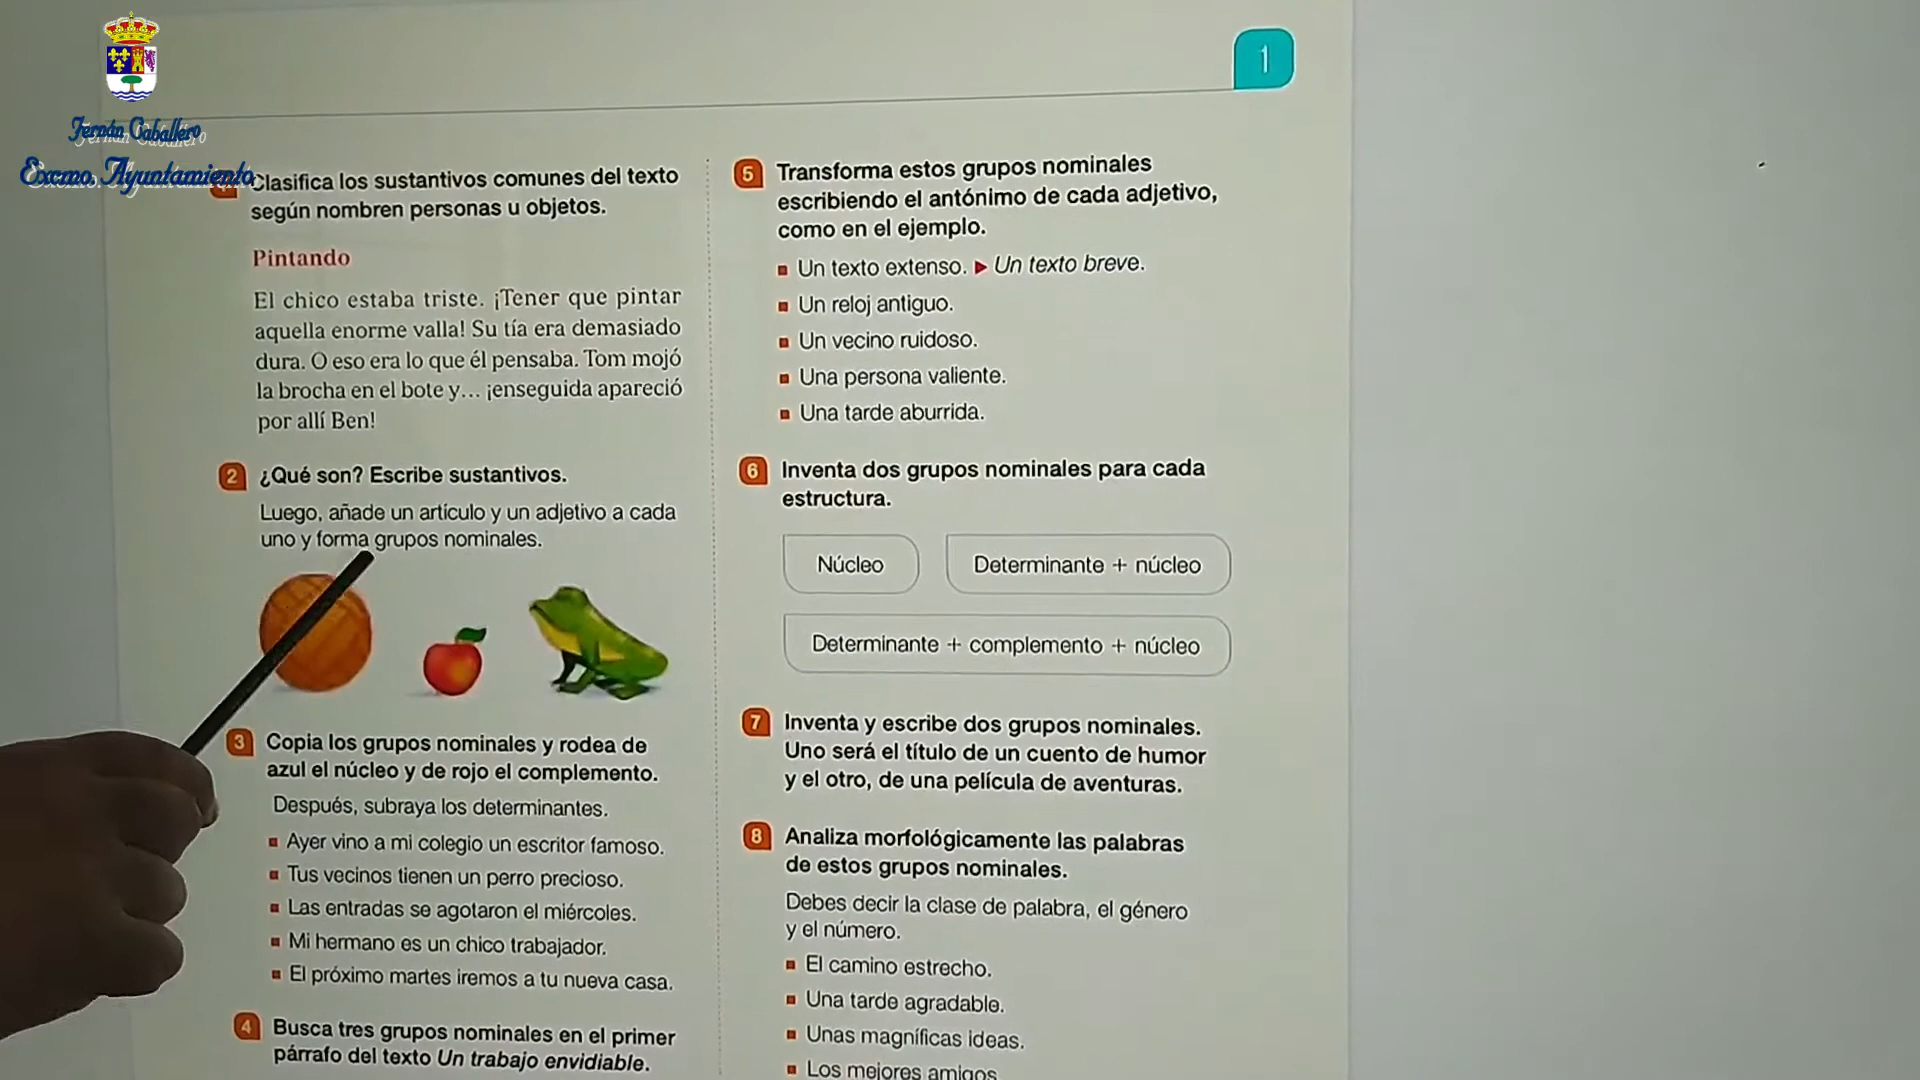 Fernán Caballero
Excmo. Ayuntamiento
1
Clasifica los sustantivos comunes del texto
según nombren personas u objetos.
Pintando
El chico estaba triste. ¡Tener que pintar
aquella enorme valla! Su tía era demasiado
dura. O eso era lo que él pensaba. Tom mojó
la brocha en el bote y... ¡enseguida apareció
por allí Ben!
2 ¿Qué son? Escribe sustantivos.
Luego, añade un artículo y un adjetivo a cada
uno y forma grupos nominales.
3 Copia los grupos nominales y rodea de
azul el núcleo y de rojo el complemento.
Después, subraya los determinantes.
Ayer vino a mi colegio un escritor famoso.
Tus vecinos tienen un perro precioso.
Las entradas se agotaron el miércoles.
Mi hermano es un chico trabajador.
El próximo martes iremos a tu nueva casa.
4 Busca tres grupos nominales en el primer
párrafo del texto Un trabajo envidiable.
5 Transforma estos grupos nominales
escribiendo el antónimo de cada adjetivo,
como en el ejemplo.
Un texto extenso. ▶ Un texto breve.
Un reloj antiguo.
Un vecino ruidoso.
Una persona valiente.
Una tarde aburrida.
6 Inventa dos grupos nominales para cada
estructura.
Núcleo
Determinante + núcleo
Determinante + complemento + núcleo
7 Inventa y escribe dos grupos nominales.
Uno será el título de un cuento de humor
y el otro, de una película de aventuras.
8 Analiza morfológicamente las palabras
de estos grupos nominales.
Debes decir la clase de palabra, el género
y el número.
El camino estrecho.
Una tarde agradable.
Unas magníficas ideas.
Los mejores amigos